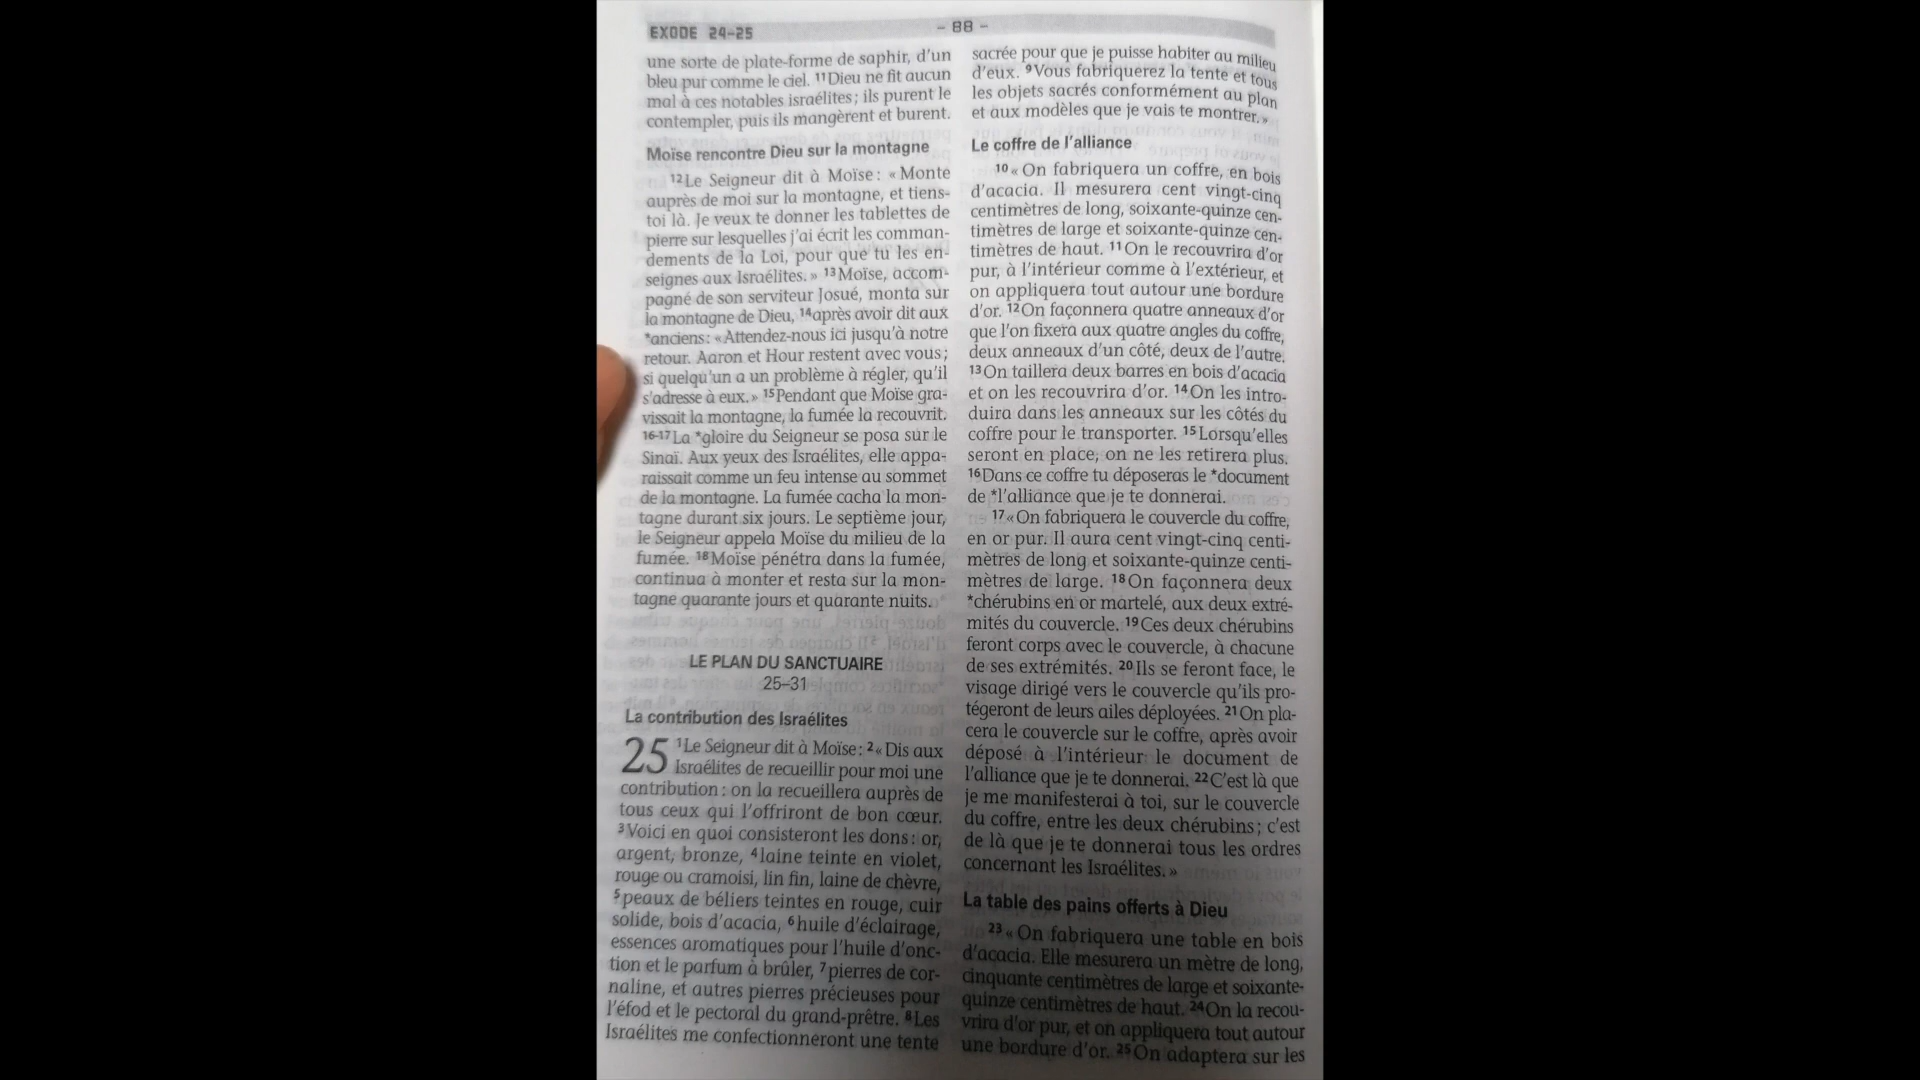 EXODE 24-25
- 88 -
une sorte de plate-forme de saphir, d'un
bleu pur comme le ciel. 11Dieu ne fit aucun
mal à ces notables israélites; ils purent le
contempler, puis ils mangèrent et burent.
Moïse rencontre Dieu sur la montagne
12Le Seigneur dit à Moïse: «Monte
auprès de moi sur la montagne, et tiens-
toi là. Je veux te donner les tablettes de
pierre sur lesquelles j'ai écrit les comman-
dements de la Loi, pour que tu les en-
seignes aux Israélites.» 13Moïse, accom-
pagné de son serviteur Josué, monta sur
la montagne de Dieu, 14après avoir dit aux
*anciens: «Attendez-nous ici jusqu'à notre
retour. Aaron et Hour restent avec vous;
si quelqu'un a un problème à régler, qu'il
s'adresse à eux.» 15Pendant que Moïse gra-
vissait la montagne, la fumée la recouvrit.
16-17La *gloire du Seigneur se posa sur le
Sinaï. Aux yeux des Israélites, elle appa-
raissait comme un feu intense au sommet
de la montagne. La fumée cacha la mon-
tagne durant six jours. Le septième jour,
le Seigneur appela Moïse du milieu de la
fumée. 18Moïse pénétra dans la fumée,
continua à monter et resta sur la mon-
tagne quarante jours et quarante nuits.
LE PLAN DU SANCTUAIRE
25–31
La contribution des Israélites
25 1Le Seigneur dit à Moïse: 2«Dis aux
Israélites de recueillir pour moi une
contribution: on la recueillera auprès de
tous ceux qui l'offriront de bon cœur.
3Voici en quoi consisteront les dons: or,
argent, bronze, 4laine teinte en violet,
rouge ou cramoisi, lin fin, laine de chèvre,
5peaux de béliers teintes en rouge, cuir
solide, bois d'acacia, 6huile d'éclairage,
essences aromatiques pour l'huile d'onc-
tion et le parfum à brûler, 7pierres de cor-
naline, et autres pierres précieuses pour
l'éfod et le pectoral du grand-prêtre. 8Les
Israélites me confectionneront une tente
sacrée pour que je puisse habiter au milieu
d'eux. 9Vous fabriquerez la tente et tous
les objets sacrés conformément au plan
et aux modèles que je vais te montrer.»
Le coffre de l'alliance
10«On fabriquera un coffre, en bois
d'acacia. Il mesurera cent vingt-cinq
centimètres de long, soixante-quinze cen-
timètres de large et soixante-quinze cen-
timètres de haut. 11On le recouvrira d'or
pur, à l'intérieur comme à l'extérieur, et
on appliquera tout autour une bordure
d'or. 12On façonnera quatre anneaux d'or
que l'on fixera aux quatre angles du coffre,
deux anneaux d'un côté, deux de l'autre.
13On taillera deux barres en bois d'acacia
et on les recouvrira d'or. 14On les intro-
duira dans les anneaux sur les côtés du
coffre pour le transporter. 15Lorsqu'elles
seront en place, on ne les retirera plus.
16Dans ce coffre tu déposeras le *document
de *l'alliance que je te donnerai.
17«On fabriquera le couvercle du coffre,
en or pur. Il aura cent vingt-cinq centi-
mètres de long et soixante-quinze centi-
mètres de large. 18On façonnera deux
*chérubins en or martelé, aux deux extré-
mités du couvercle. 19Ces deux chérubins
feront corps avec le couvercle, à chacune
de ses extrémités. 20Ils se feront face, le
visage dirigé vers le couvercle qu'ils pro-
tégeront de leurs ailes déployées. 21On pla-
cera le couvercle sur le coffre, après avoir
déposé à l'intérieur le document de
l'alliance que je te donnerai. 22C'est là que
je me manifesterai à toi, sur le couvercle
du coffre, entre les deux chérubins; c'est
de là que je te donnerai tous les ordres
concernant les Israélites.»
La table des pains offerts à Dieu
23«On fabriquera une table en bois
d'acacia. Elle mesurera un mètre de long,
cinquante centimètres de large et soixante-
quinze centimètres de haut. 24On la recou-
vrira d'or pur, et on appliquera tout autour
une bordure d'or. 25On adaptera sur les